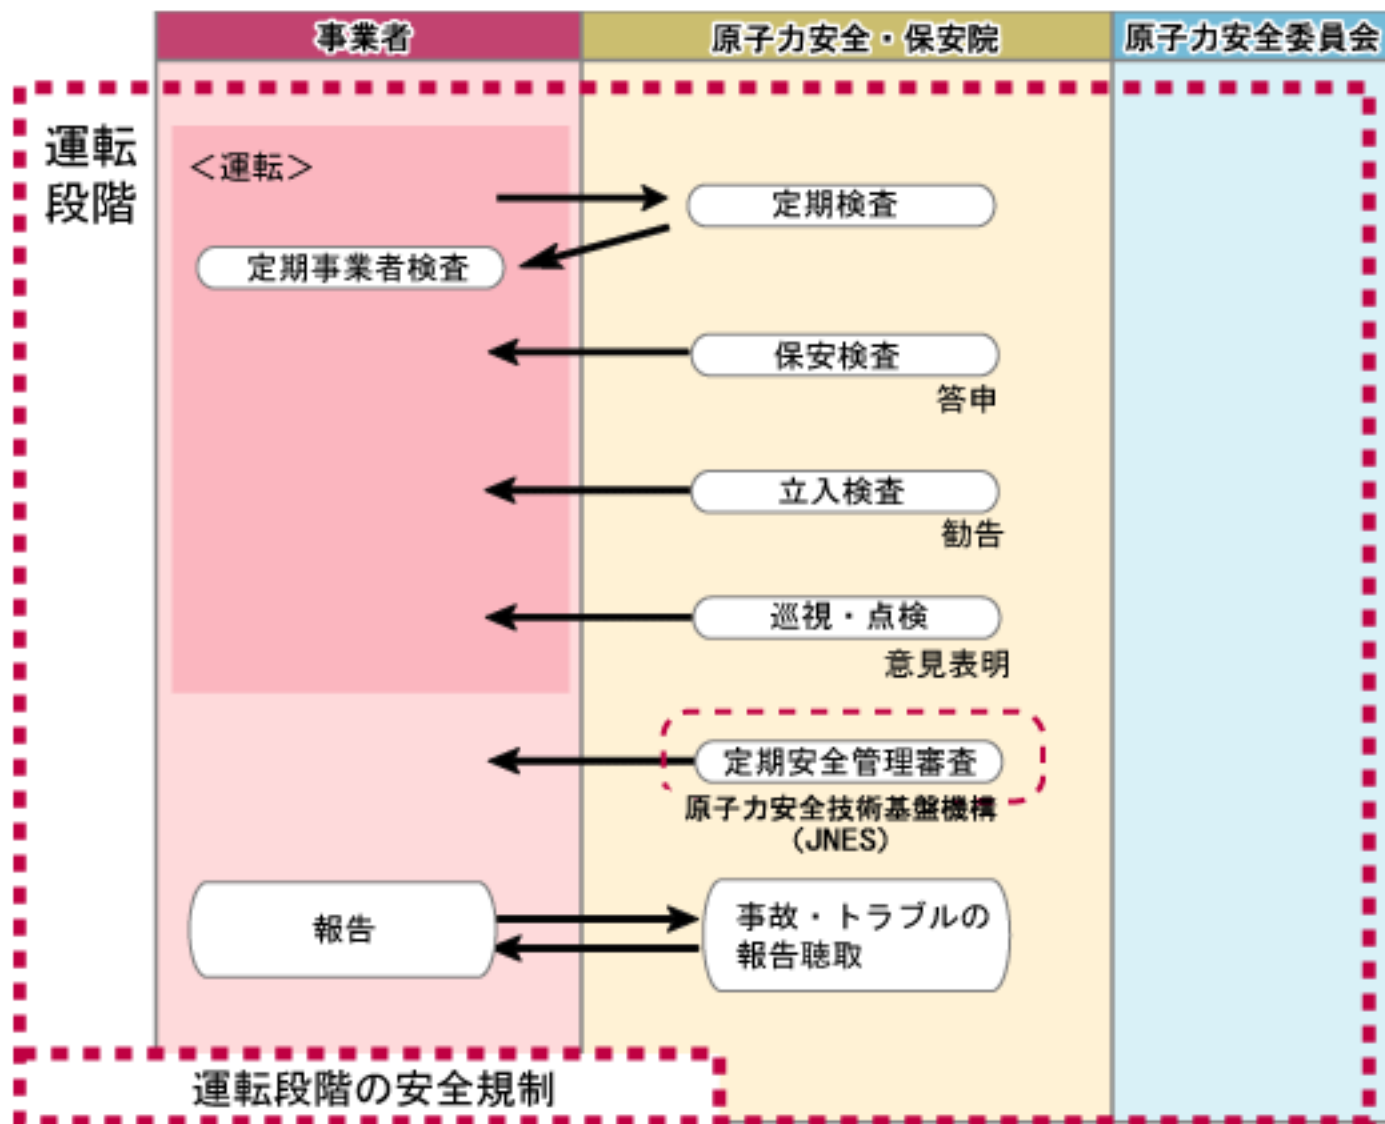 事業者
原子力安全・保安院
原子力安全委員会
運転
段階
＜運転＞
定期検査
定期事業者検査
保安検査
答申
立入検査
勧告
巡視・点検
意見表明
定期安全管理審査
原子力安全技術基盤機構
（JNES）
報告
事故・トラブルの
報告聴取
運転段階の安全規制